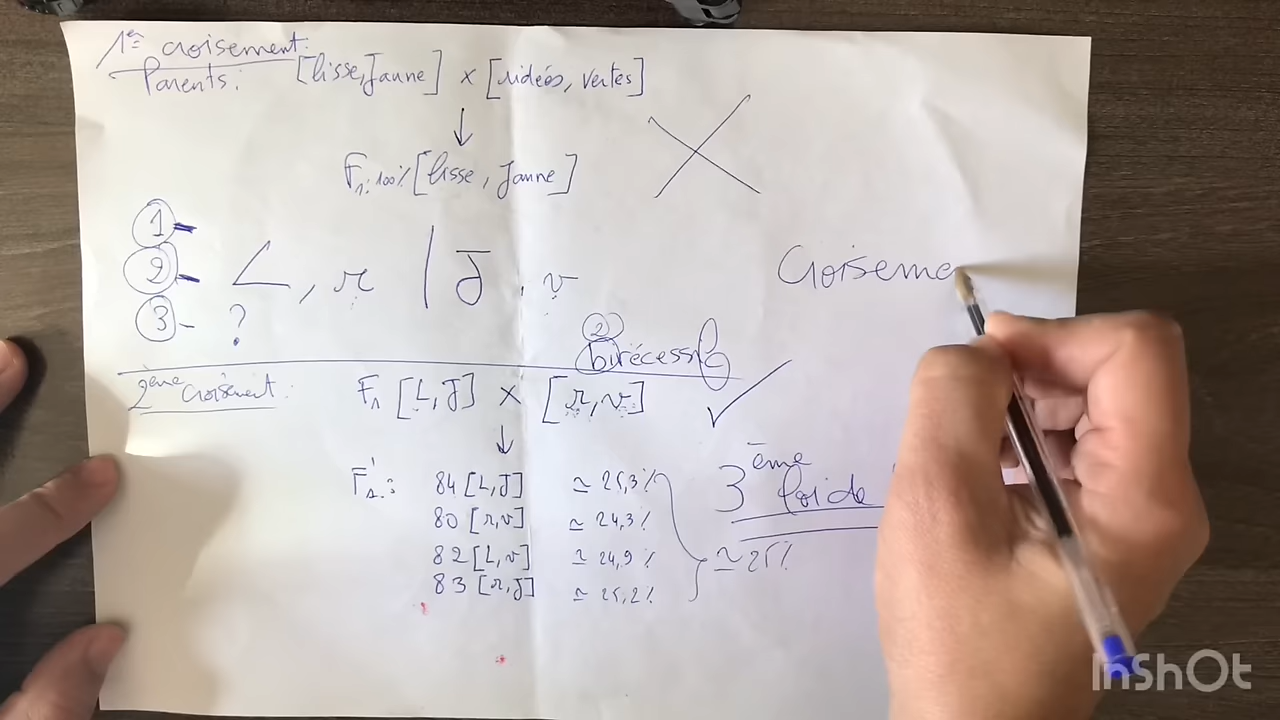 1er croisement:
Parents: [lisse, Jaune] x [ridées, vertes]
↓
F1: 100% [lisse, Jaune]
1-
2- L, r | J, v
3- ?
Croiseme
2
birécessif
2ème croisment: F1 [L,J] x [r,v]
↓
F'2: 84 [L,J] ≃ 25,3%
80 [r,v] ≃ 24,3%
82 [L,v] ≃ 24,9%
83 [r,J] ≃ 25,2%
≃ 25%
3ème loi de
InShOt